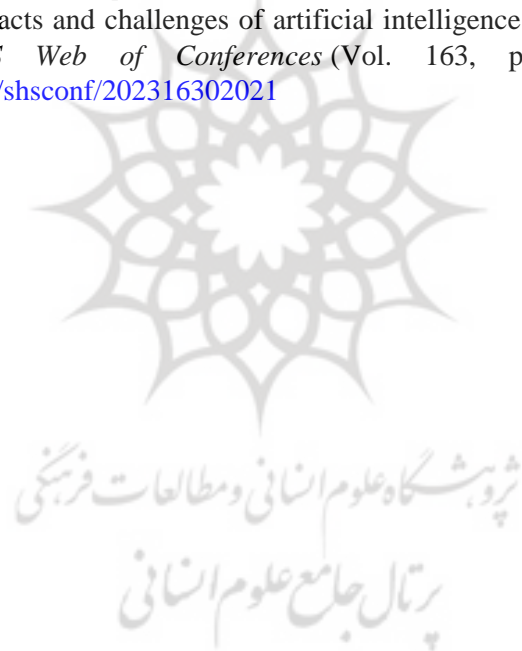 acts and challenges of artificial intelligence
Web of Conferences (Vol. 163, p
/shsconf/202316302021
پژوهشگاه علوم انسانی و مطالعات فرهنگی
پرتال جامع علوم انسانی